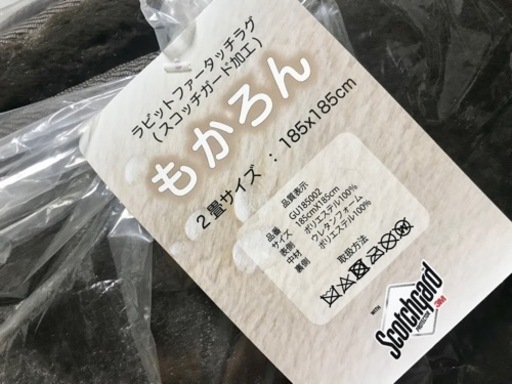 ラビットファータッチラグ
(スコッチガード加工)
もかろん
2畳サイズ : 185x185cm
品質表示
品番 GU185002
サイズ 185cmX185cm
表側 ポリエステル100%
中材 ウレタンフォーム
裏側 ポリエステル100%
取扱方法
WITH
Scotchgard
PROTECTOR 3M